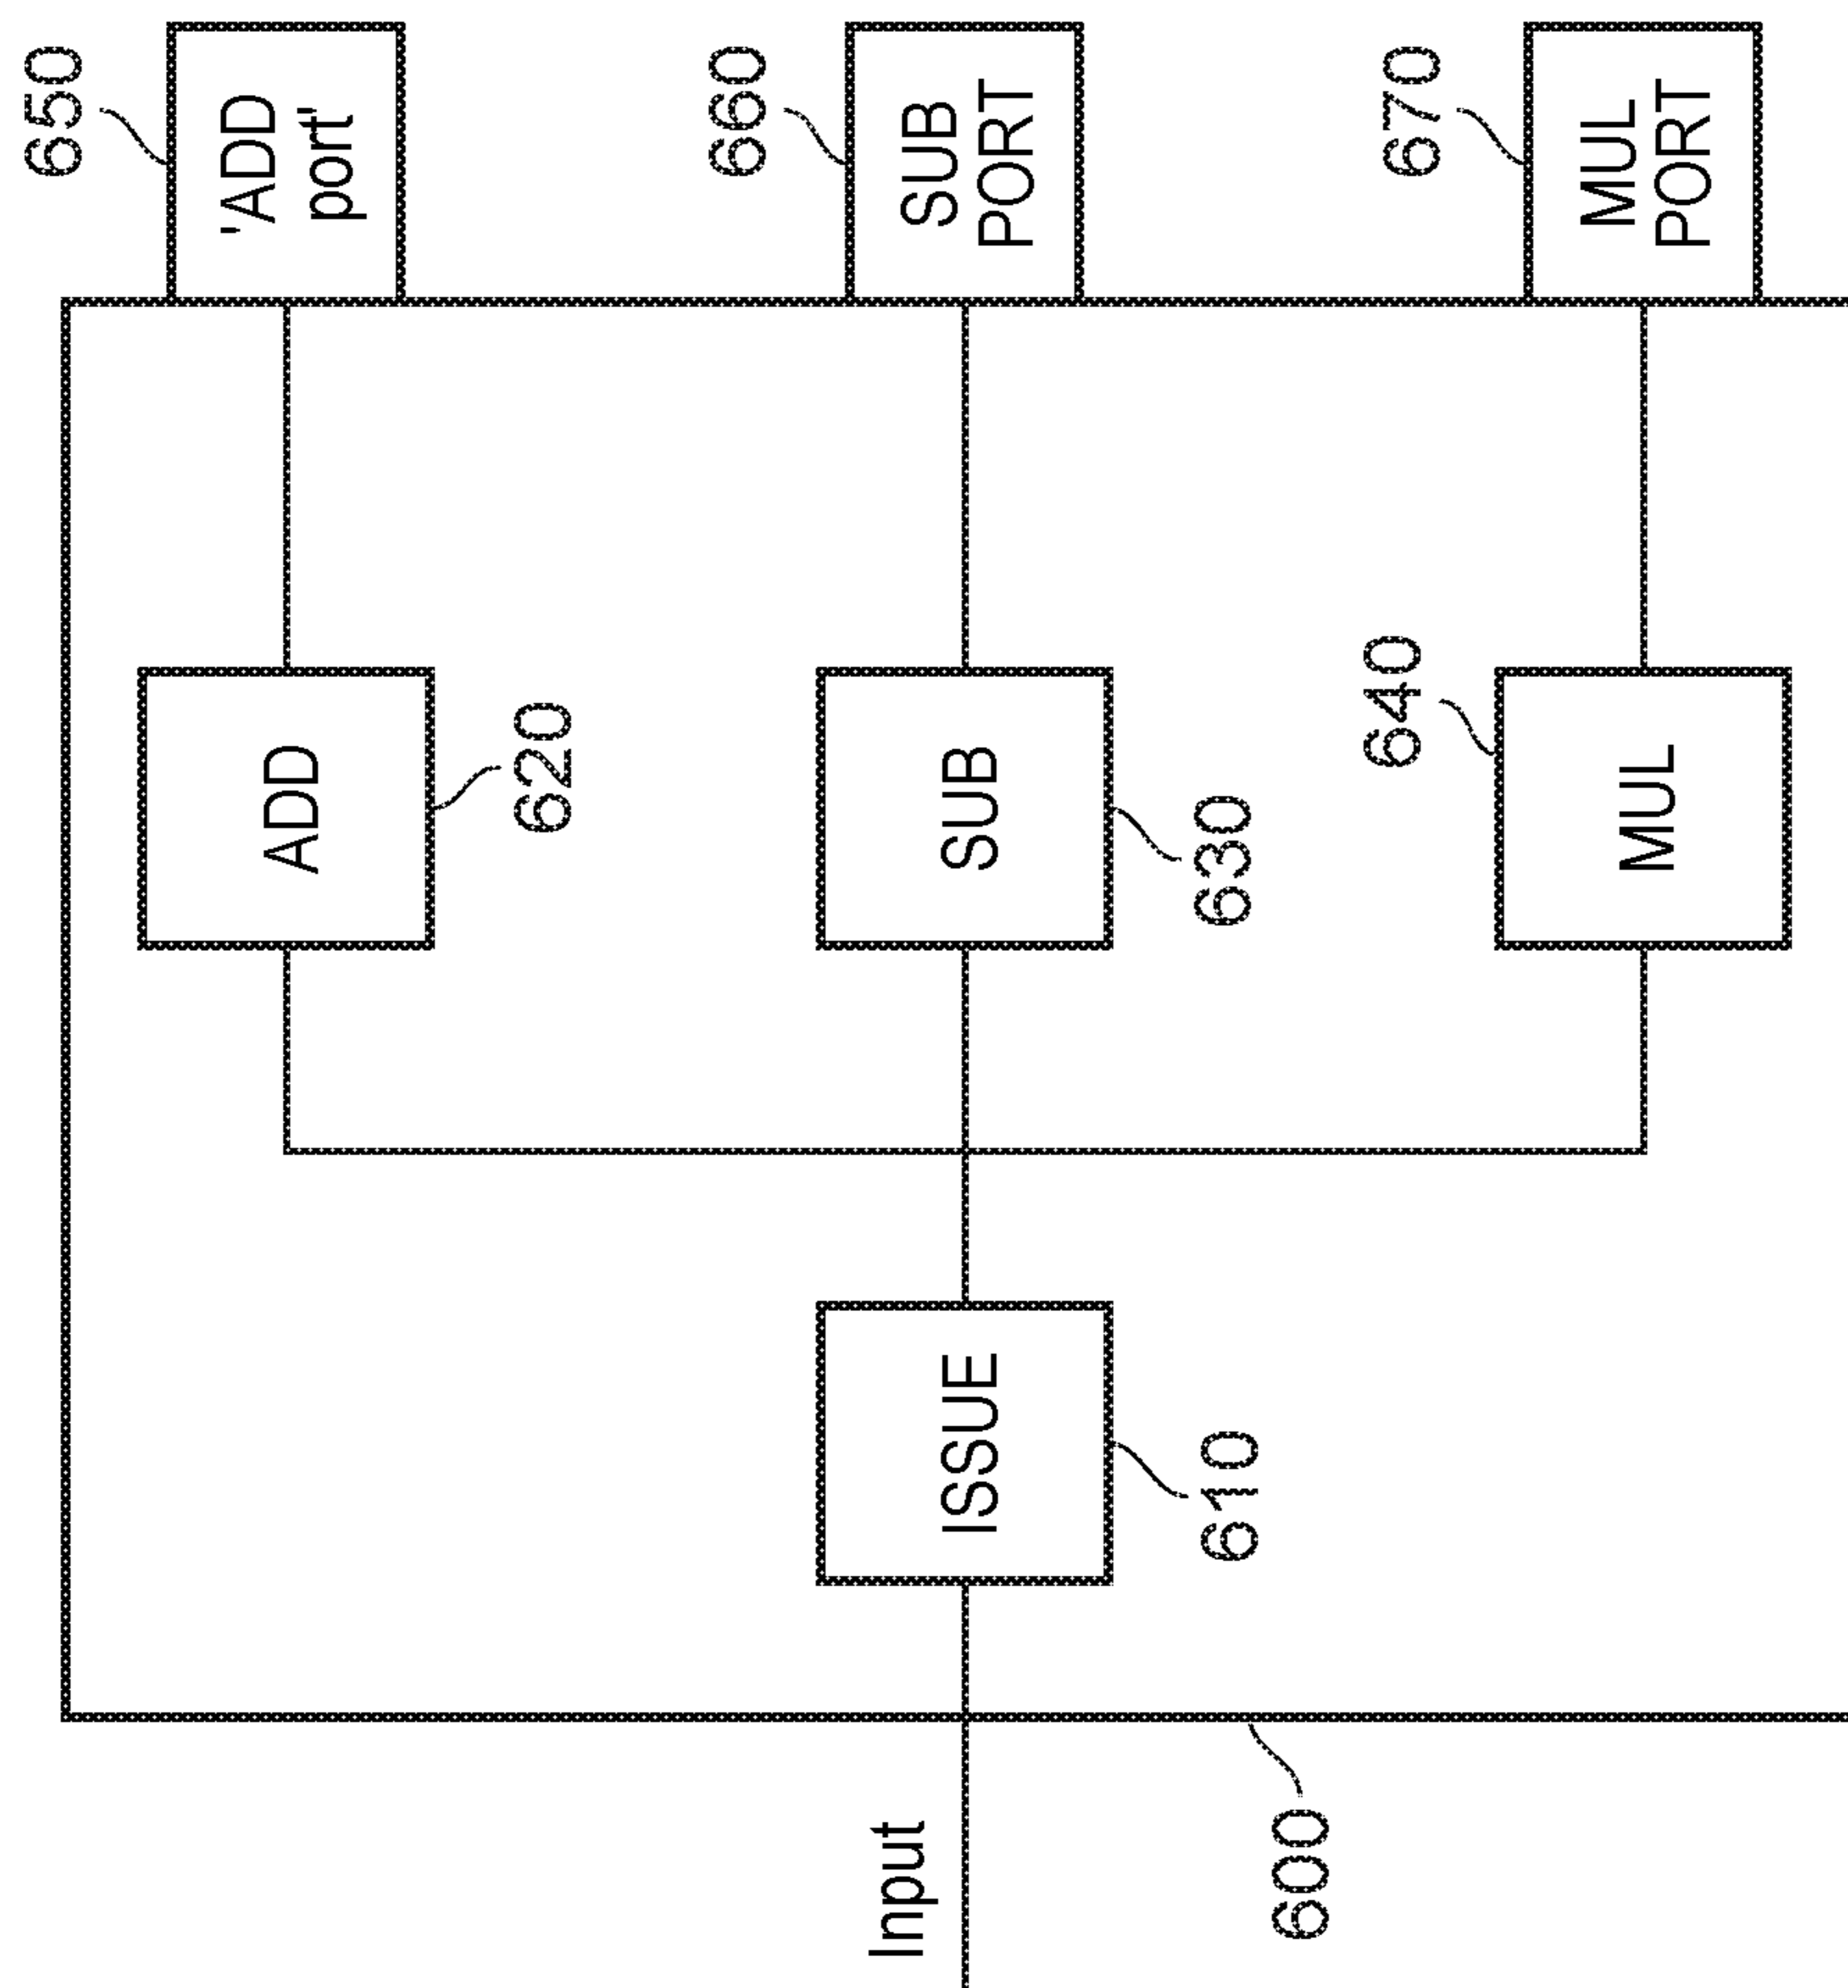 Input
600
ISSUE
610
ADD
620
SUB
630
MUL
640
'ADD
port'
650
SUB
PORT
660
MUL
PORT
670